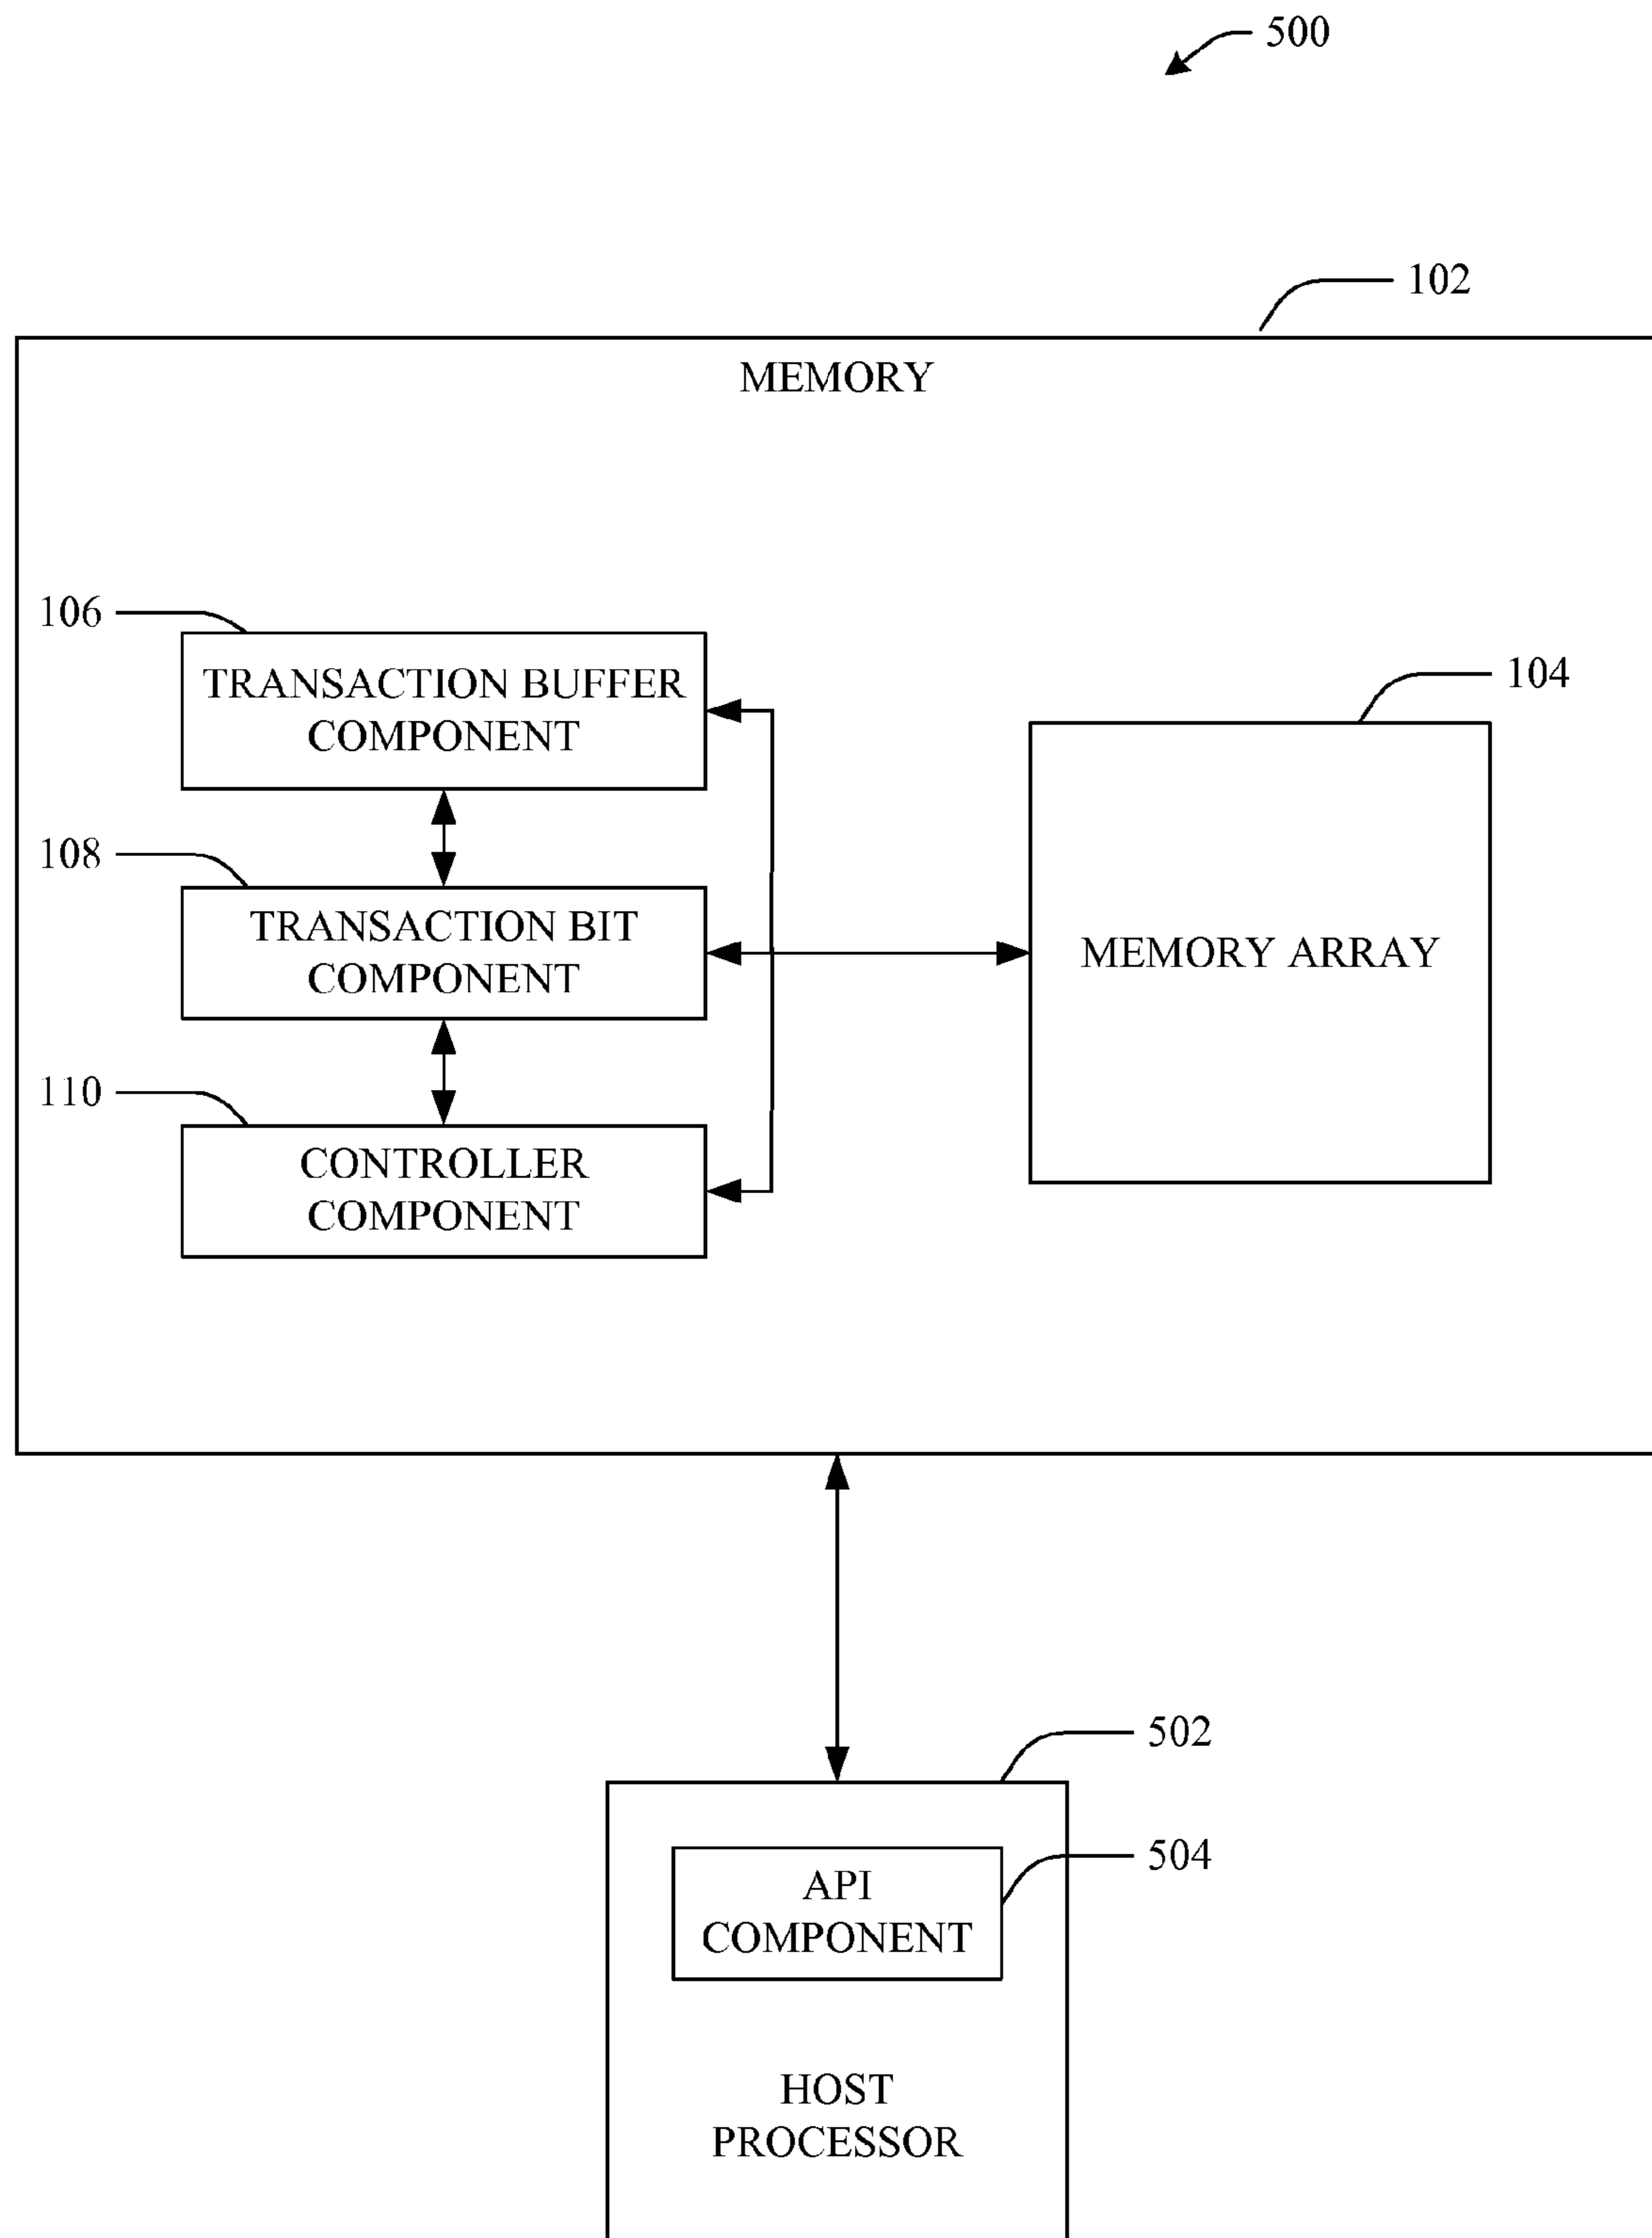 500
102
MEMORY
106
TRANSACTION BUFFER
COMPONENT
104
108
TRANSACTION BIT
COMPONENT
MEMORY ARRAY
110
CONTROLLER
COMPONENT
502
504
API
COMPONENT
HOST
PROCESSOR